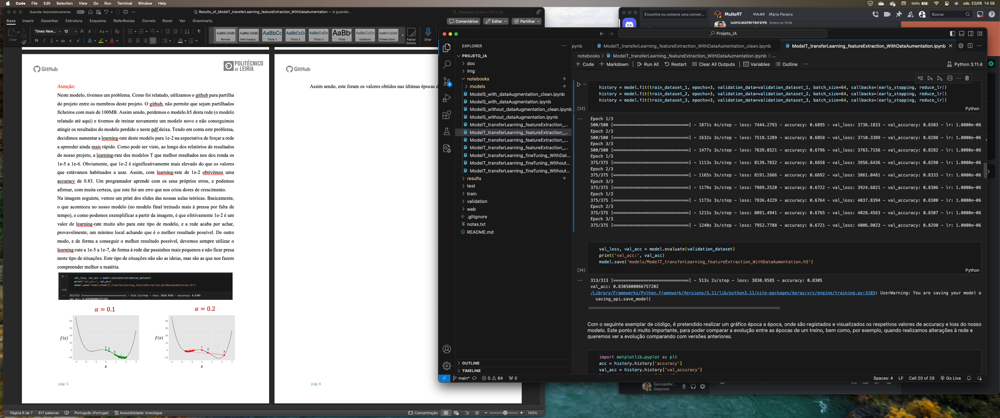 Code File Edit Selection View Go Run Terminal Window Help
100% sáb. 22/06 14 58
Guardar Automaticamente
Results_of_ModelT_transferLearning_featureExtraction_WithDataAumentation — A guardar...
Pesquisa (Cmd + Ctrl + U)
Base Inserir Desenhar Estrutura Esquema Referências Correio Rever Ver Grammarly
Comentários Editar Partilhar
Colar
Times New... 12
N I S ab x₂ x²
AaBbCcDdE Normal
AaBbCcDdEe Sem Espaça...
AaBbCc Título 1
AaBbCcDc Título 2
AaBbCcDd Título 3
AaBb Título
AaBbCcDd Subtítulo
AaBbCcDdE Ênfase Discr...
Painel Estilos
Ditar
GitHub
POLITÉCNICO DE LEIRIA
Atenção:
Neste modelo, tivemos um problema. Como foi relatado, utilizamos o github para partilha
do projeto entre os membros deste projeto. O github, não permite que sejam partilhados
ficheiros com mais de 100MB. Assim sendo, perdemos o modelo.h5 desta rede (o modelo
relatado até aqui) e tivemos de treinar novamente um modelo novo e não conseguimos
atingir os resultados do modelo perdido e neste pdf deixa. Tendo em conta este problema,
decidimos aumentar a learning-rate deste modelo para 1e-2 na espectativa de forçar a rede
a aprender ainda mais rápido. Como pode ser visto, ao longo dos relatórios de resultados
do nosso projeto, a learning-rate dos modelos T que melhor resultados nos deu ronda os
1e-5 a 1e-6. Obviamente, que 1e-2 é significativamente mais elevado do que os valores
que estávamos habituados a usar. Assim, com learning-rate de 1e-2 obtivémos uma
accuracy de 0.83. Um programador aprende com os seus próprios erros, e podemos
afirmar, com muita certeza, que este foi um erro que nos criou dores de crescimento.
Na imagem seguinte, vemos um print dos slides das nossas aulas teóricas. Basicamente,
o que aconteceu no nosso modelo (no modelo final treinado mais à pressa por falta de
tempo), e como podemos exemplificar a partir da imagem, é que efetivamente 1e-2 é um
valor de learning-rate muito alto para este tipo de modelo, e a rede acaba por achar,
provavelmente, um mínimo local achando que é o melhor resultado possível. De outro
modo, e de forma a conseguir o melhor resultado possível, devemos sempre utilizar o
learning-rate a 1e-5 a 1e-7, de forma à rede dar passinhos mais pequenos e não ficar presa
neste tipo de situações. Este tipo de situações não são as ideias, mas são as que nos fazem
compreender melhor a matéria.
val_loss, val_acc = model.evaluate(validation_dataset)
print('val_acc:', val_acc)
model.save('models/ModelT_transferLearning_featureExtraction_WithDataAumentation.h5')
[34]
313/313 [==============================] - 513s 2s/step - loss: 3830.9585 - accuracy: 0.8305
val_acc: 0.8305000066757202
α = 0.1
α = 0.2
f(x)
40 30 20 10 0 −10
1 2 3 ...
−3 −2 −1 0 1 2 3
x
f(x)
40 30 20 10 0 −10
... 1 2 3
−3 −2 −1 0 1 2 3
x
pág. 5
GitHub
Assim sendo, este foram os valores obtidos nas últimas épocas d
pág. 6
Página 6 de 7 817 palavras Português (Portugal) Acessibilidade: investigue
Concentração 143%
Encontre ou comece uma conver...
Multo97 VULGO Mário Pereira
Buscar
Goncaloferreira96 Ontem às 14:56
Goncalofer...
Disponível
Projeto_IA
EXPLORER
PROJETO_IA
doc
img
notebooks
models
ModelS_with_dataAugmentation_clean.ipynb
ModelS_with_dataAugmentation.ipynb
ModelS_without_dataAugmentation_clean.ipynb
ModelS_without_dataAugmentation.ipynb
ModelT_transferLearning_featureExtraction_...
ModelT_transferLearning_featureExtraction_...
ModelT_transferLearning_featureExtraction_...
ModelT_transferLearning_featureExtraction_...
ModelT_transferLearning_fineTuning_WithDat...
ModelT_transferLearning_fineTuning_Without...
ModelT_transferLearning_fineTuning_Without...
results
test
train
validation
web
.gitignore
notas.txt
README.md
4
OUTLINE
TIMELINE
pynb ModelT_transferLearning_featureExtraction_WithDataAumentation_clean.ipynb ModelT_transferLearning_featureExtraction_WithDataAumentation.ipynb
notebooks > ModelT_transferLearning_featureExtraction_WithDataAumentation.ipynb > ...
Code Markdown Run All Restart Clear All Outputs Variables Outline ... Python 3.11.4
history = model.fit(train_dataset_1, epochs=3, validation_data=validation_dataset_1, batch_size=64, callbacks=[early_stopping, reduce_lr])
history = model.fit(train_dataset_2, epochs=3, validation_data=validation_dataset_2, batch_size=64, callbacks=[early_stopping, reduce_lr])
history = model.fit(train_dataset_3, epochs=3, validation_data=validation_dataset_3, batch_size=64, callbacks=[early_stopping, reduce_lr])
[33] Python
Epoch 1/3
500/500 [==============================] - 1871s 4s/step - loss: 7444.2793 - accuracy: 0.6895 - val_loss: 3736.1833 - val_accuracy: 0.8303 - lr: 1.0000e-06
Epoch 2/3
500/500 [==============================] - 1632s 3s/step - loss: 7518.1289 - accuracy: 0.6858 - val_loss: 3710.3389 - val_accuracy: 0.8288 - lr: 1.0000e-06
Epoch 3/3
500/500 [==============================] - 1477s 3s/step - loss: 7639.8521 - accuracy: 0.6796 - val_loss: 3763.7156 - val_accuracy: 0.8282 - lr: 1.0000e-06
Epoch 1/3
375/375 [==============================] - 1113s 3s/step - loss: 8139.7832 - accuracy: 0.6658 - val_loss: 3956.6436 - val_accuracy: 0.8290 - lr: 1.0000e-06
Epoch 2/3
375/375 [==============================] - 1165s 3s/step - loss: 8191.2666 - accuracy: 0.6692 - val_loss: 3861.0481 - val_accuracy: 0.8333 - lr: 1.0000e-06
Epoch 3/3
375/375 [==============================] - 1179s 3s/step - loss: 7989.2520 - accuracy: 0.6722 - val_loss: 3924.6821 - val_accuracy: 0.8306 - lr: 1.0000e-06
Epoch 1/3
375/375 [==============================] - 1173s 3s/step - loss: 7936.4229 - accuracy: 0.6764 - val_loss: 4037.8394 - val_accuracy: 0.8300 - lr: 1.0000e-06
Epoch 2/3
375/375 [==============================] - 1215s 3s/step - loss: 8091.4941 - accuracy: 0.6765 - val_loss: 4028.4563 - val_accuracy: 0.8307 - lr: 1.0000e-06
Epoch 3/3
375/375 [==============================] - 1240s 3s/step - loss: 7952.7788 - accuracy: 0.6721 - val_loss: 4006.9023 - val_accuracy: 0.8290 - lr: 1.0000e-06
val_loss, val_acc = model.evaluate(validation_dataset)
print('val_acc:', val_acc)
model.save('models/ModelT_transferLearning_featureExtraction_WithDataAumentation.h5')
[34] Python
313/313 [==============================] - 513s 2s/step - loss: 3830.9585 - accuracy: 0.8305
val_acc: 0.8305000066757202
/Library/Frameworks/Python.framework/Versions/3.11/lib/python3.11/site-packages/keras/src/engine/training.py:3103: UserWarning: You are saving your model a
saving_api.save_model(
Com o seguinte exemplar de código, é pretendido realizar um gráfico época a época, onde são registados e visualizados os respetivos valores de accuracy e loss do nosso
modelo. Este ponto é muito importante, para poder comparar a evolução entre as épocas de um treino, bem como, por exemplo, quando realizamos alterações à rede e
queremos ver a evolução comparando com versões anteriores.
import matplotlib.pyplot as plt
acc = history.history['accuracy']
val_acc = history.history['val_accuracy']
main* 0 64 0
Spaces: 4 LF Cell 20 of 28 Go Live